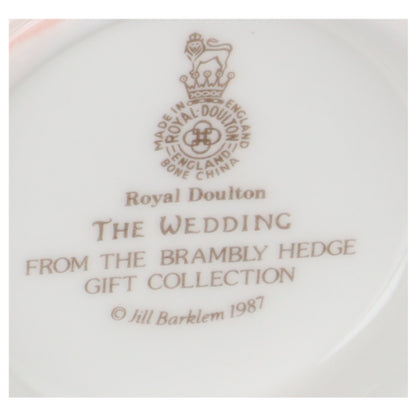 MADE IN ENGLAND
ROYAL·DOULTON
ENGLAND
BONE CHINA
Royal Doulton
THE WEDDING
FROM THE BRAMBLY HEDGE
GIFT COLLECTION
© Jill Barklem 1987